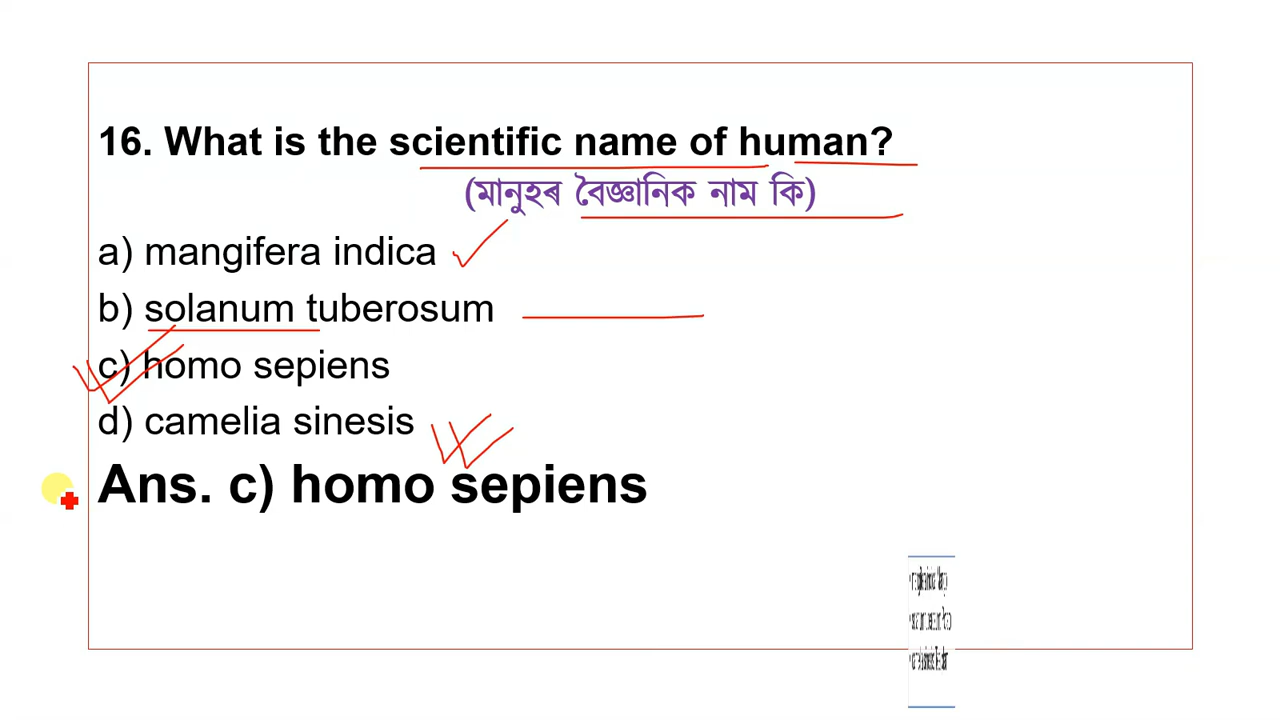 16. What is the scientific name of human?
(মানুহৰ বৈজ্ঞানিক নাম কি)
a) mangifera indica
b) solanum tuberosum
c) homo sepiens
d) camelia sinesis
Ans. c) homo sepiens